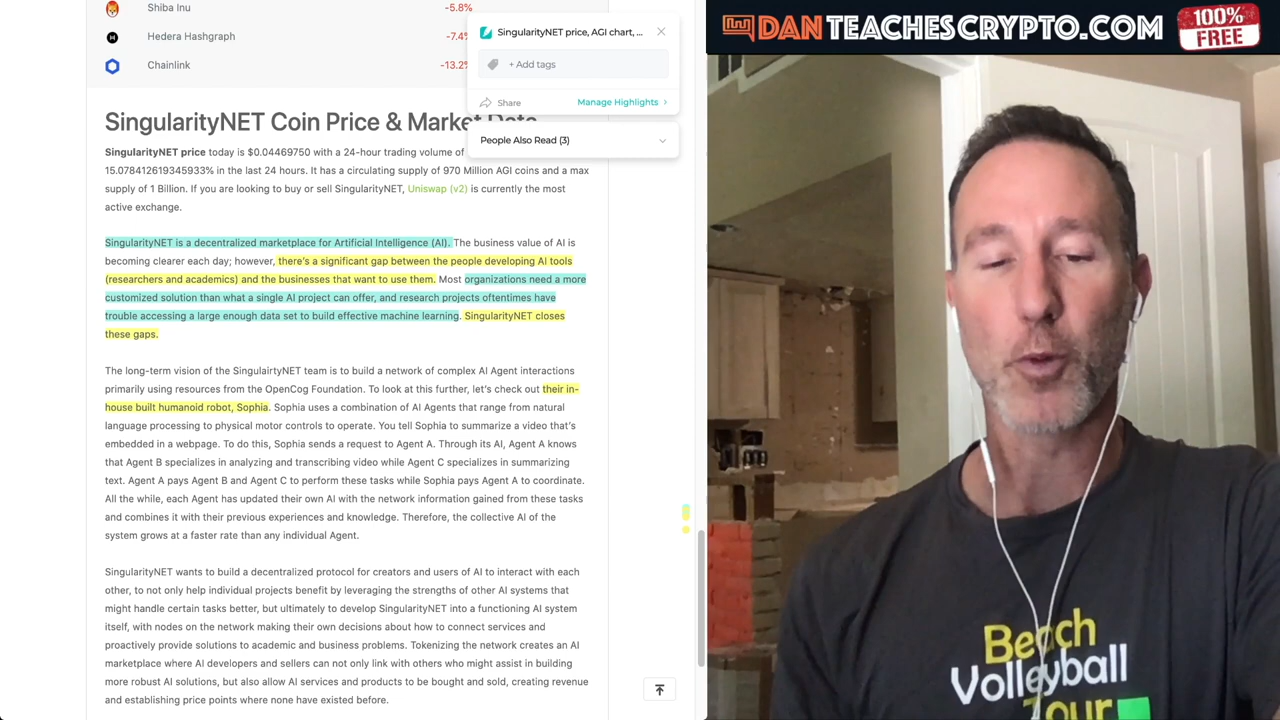 Shiba Inu -5.8%
Hedera Hashgraph -7.4%
Chainlink -13.2%
SingularityNET price, AGI chart, ...
+ Add tags
Share Manage Highlights
People Also Read (3)
SingularityNET Coin Price & Market Data
SingularityNET price today is $0.04469750 with a 24-hour trading volume of
15.078412619345933% in the last 24 hours. It has a circulating supply of 970 Million AGI coins and a max
supply of 1 Billion. If you are looking to buy or sell SingularityNET, Uniswap (v2) is currently the most
active exchange.
SingularityNET is a decentralized marketplace for Artificial Intelligence (AI). The business value of AI is
becoming clearer each day; however, there's a significant gap between the people developing AI tools
(researchers and academics) and the businesses that want to use them. Most organizations need a more
customized solution than what a single AI project can offer, and research projects oftentimes have
trouble accessing a large enough data set to build effective machine learning. SingularityNET closes
these gaps.
The long-term vision of the SingulairtyNET team is to build a network of complex AI Agent interactions
primarily using resources from the OpenCog Foundation. To look at this further, let's check out their in-
house built humanoid robot, Sophia. Sophia uses a combination of AI Agents that range from natural
language processing to physical motor controls to operate. You tell Sophia to summarize a video that's
embedded in a webpage. To do this, Sophia sends a request to Agent A. Through its AI, Agent A knows
that Agent B specializes in analyzing and transcribing video while Agent C specializes in summarizing
text. Agent A pays Agent B and Agent C to perform these tasks while Sophia pays Agent A to coordinate.
All the while, each Agent has updated their own AI with the network information gained from these tasks
and combines it with their previous experiences and knowledge. Therefore, the collective AI of the
system grows at a faster rate than any individual Agent.
SingularityNET wants to build a decentralized protocol for creators and users of AI to interact with each
other, to not only help individual projects benefit by leveraging the strengths of other AI systems that
might handle certain tasks better, but ultimately to develop SingularityNET into a functioning AI system
itself, with nodes on the network making their own decisions about how to connect services and
proactively provide solutions to academic and business problems. Tokenizing the network creates an AI
marketplace where AI developers and sellers can not only link with others who might assist in building
more robust AI solutions, but also allow AI services and products to be bought and sold, creating revenue
and establishing price points where none have existed before.
DANTEACHESCRYPTO.COM
100%
FREE
Beach
Volleyball
Tour